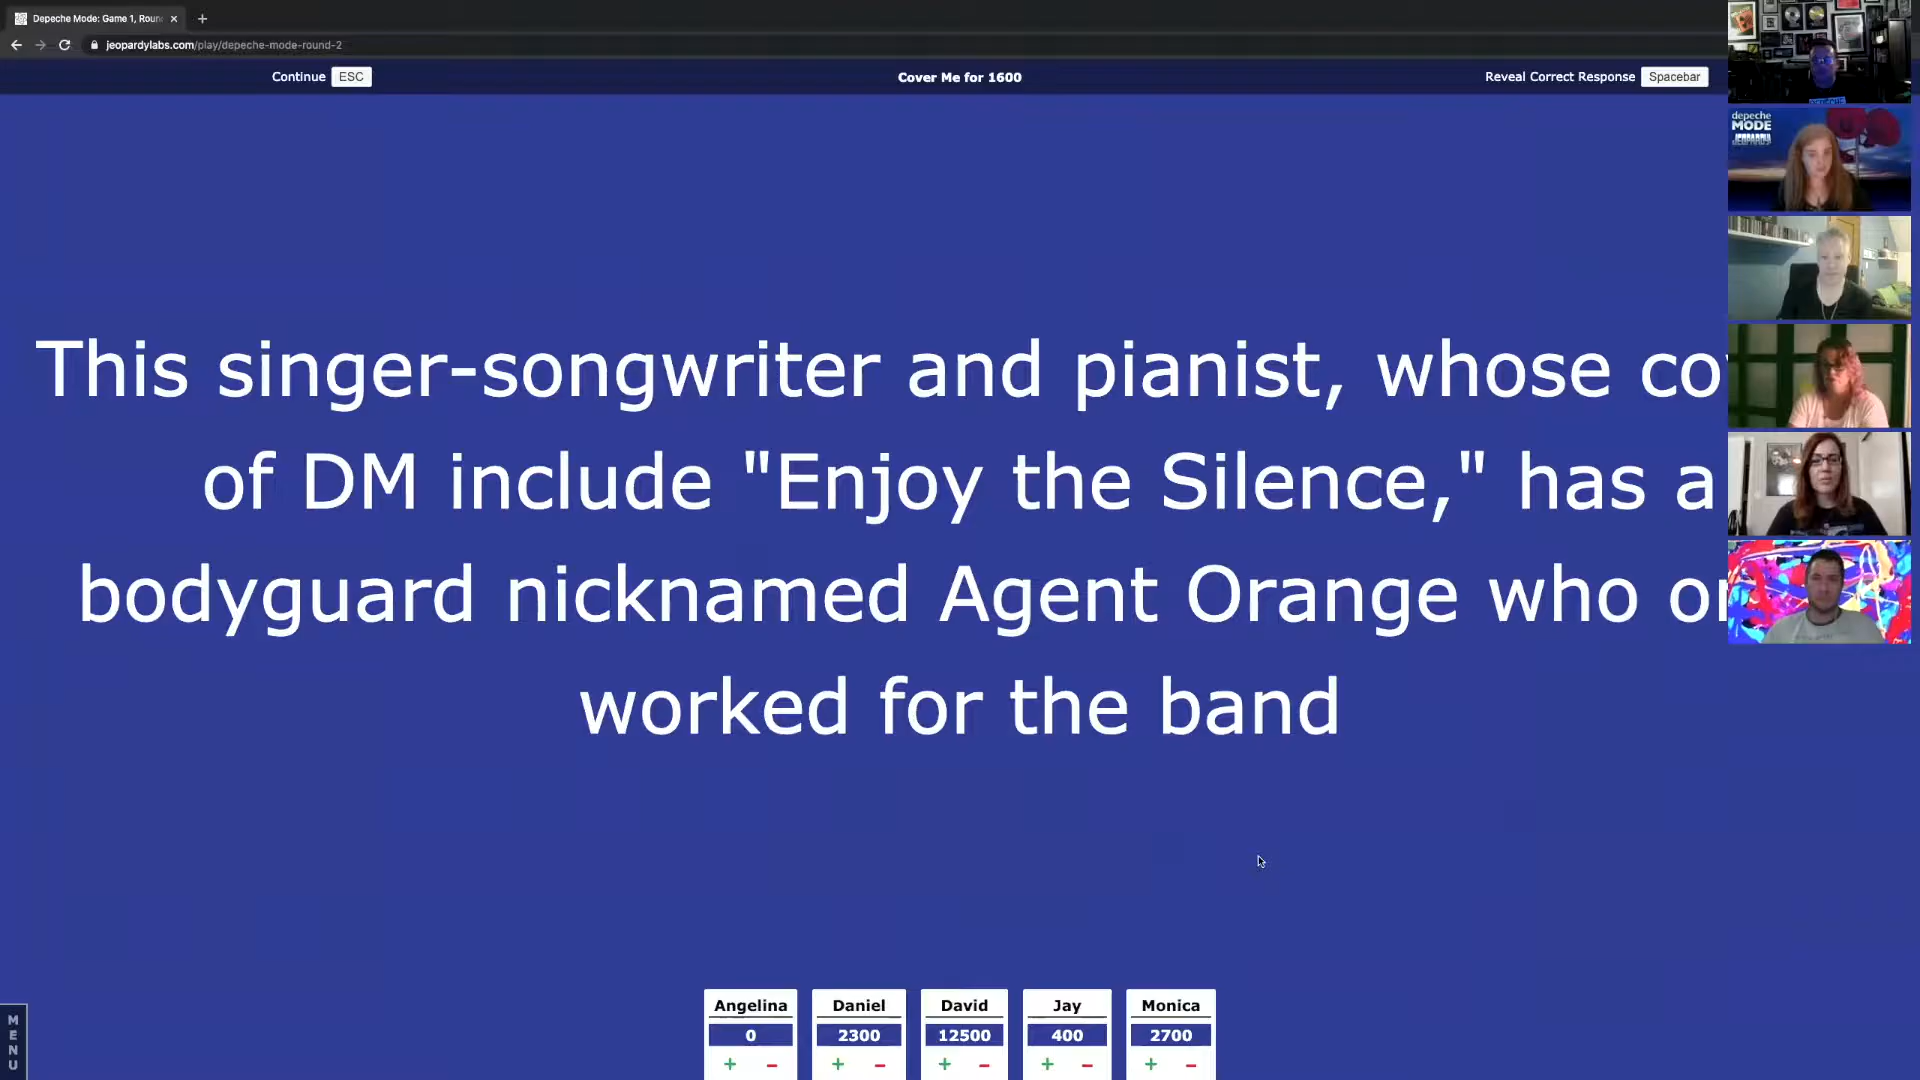 Depeche Mode: Game 1, Roun
jeopardylabs.com/play/depeche-mode-round-2
Continue ESC
Cover Me for 1600
Reveal Correct Response Spacebar
This singer-songwriter and pianist, whose co
of DM include "Enjoy the Silence," has a
bodyguard nicknamed Agent Orange who
worked for the band
depeche
MODE
JEOPARDY!
DEPECHE
MENU
Angelina Daniel David Jay Monica
0 2300 12500 400 2700
+ - + - + - + - + -